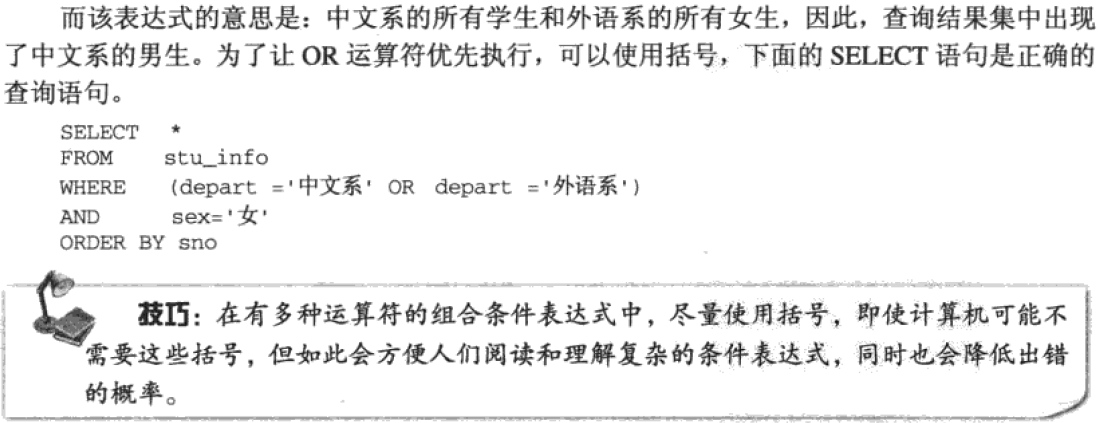 而该表达式的意思是：中文系的所有学生和外语系的所有女生，因此，查询结果集中出现
了中文系的男生。为了让 OR 运算符优先执行，可以使用括号，下面的 SELECT 语句是正确的
查询语句。
SELECT *
FROM stu_info
WHERE (depart ='中文系' OR depart ='外语系')
AND sex='女'
ORDER BY sno
技巧：在有多种运算符的组合条件表达式中，尽量使用括号，即使计算机可能不
需要这些括号，但如此会方便人们阅读和理解复杂的条件表达式，同时也会降低出错
的概率。